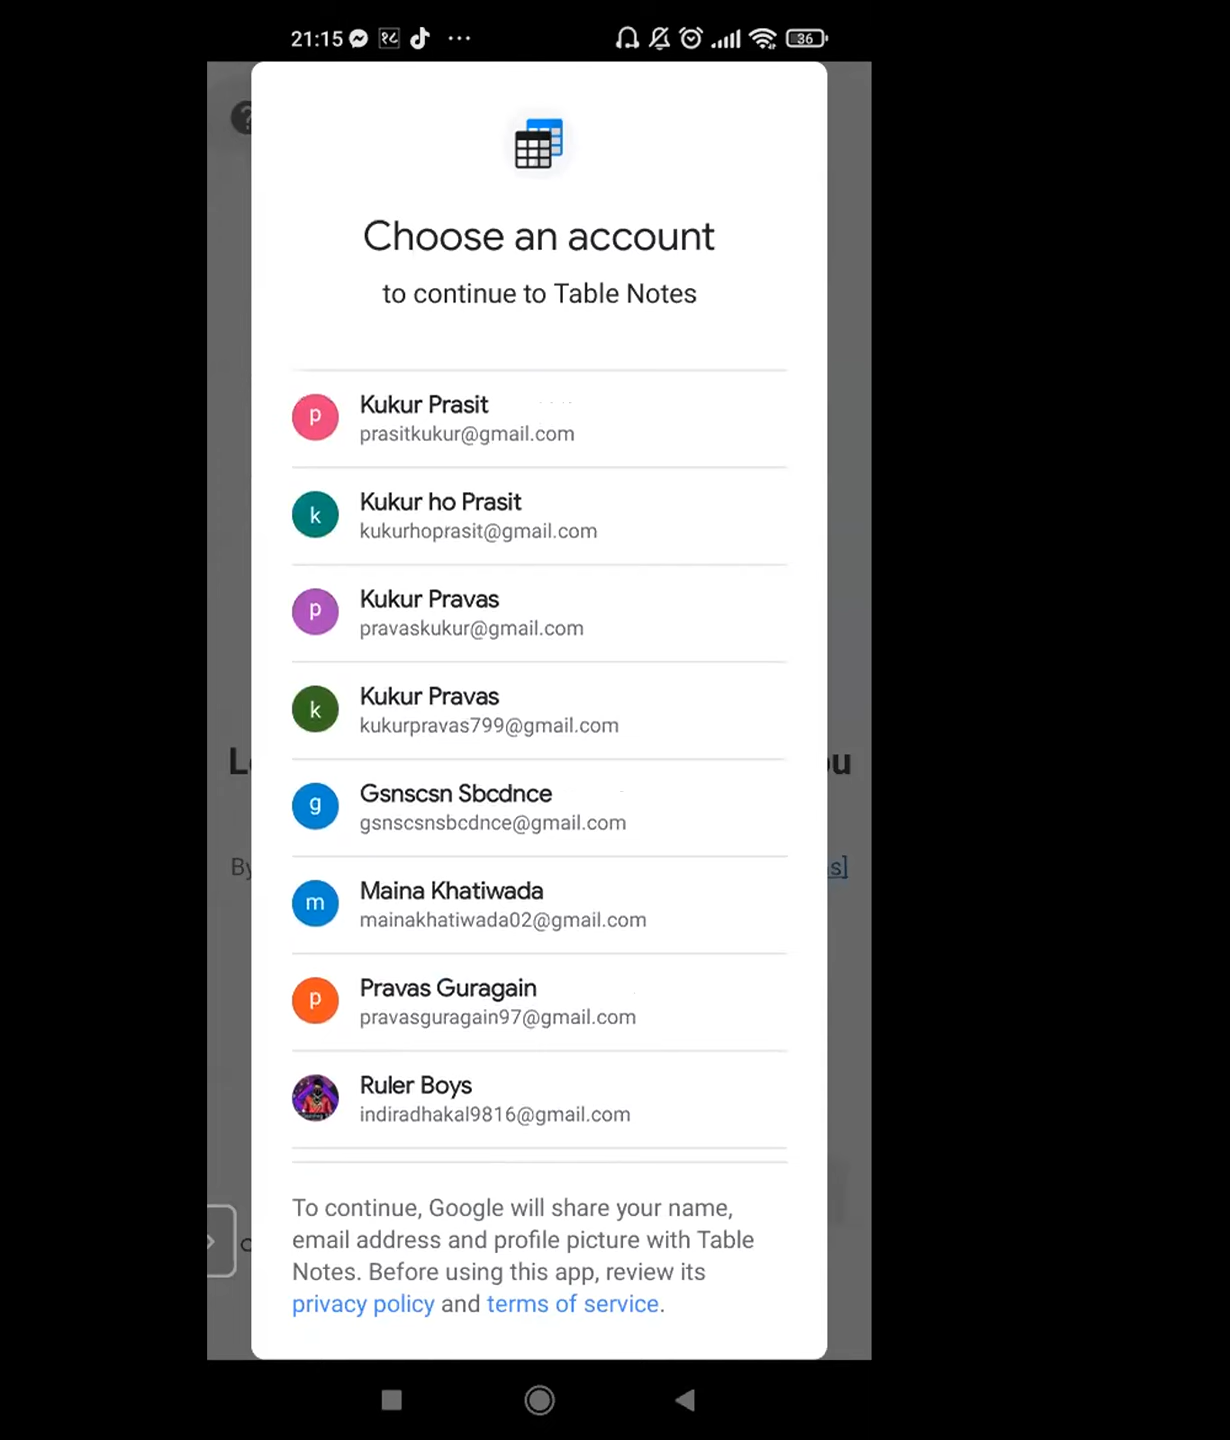 21:15 १८ 36
?
Choose an account
to continue to Table Notes
p Kukur Prasit
prasitkukur@gmail.com
k Kukur ho Prasit
kukurhoprasit@gmail.com
p Kukur Pravas
pravaskukur@gmail.com
k Kukur Pravas
kukurpravas799@gmail.com
g Gsnscsn Sbcdnce
gsnscsnsbcdnce@gmail.com
m Maina Khatiwada
mainakhatiwada02@gmail.com
p Pravas Guragain
pravasguragain97@gmail.com
Ruler Boys
indiradhakal9816@gmail.com
To continue, Google will share your name,
email address and profile picture with Table
Notes. Before using this app, review its
privacy policy and terms of service.